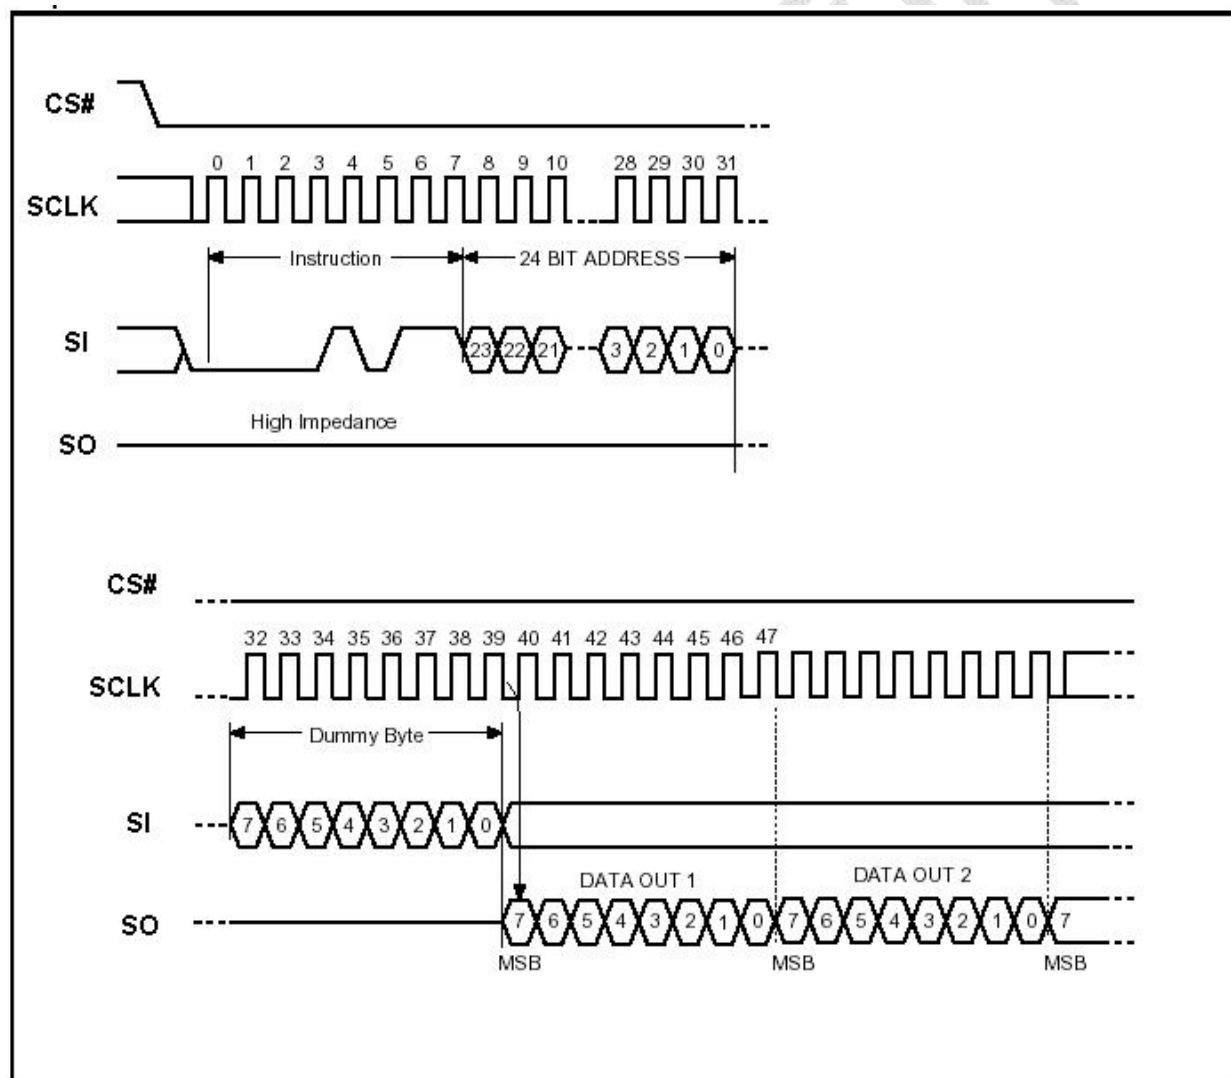 CS#
0 1 2 3 4 5 6 7 8 9 10 28 29 30 31
SCLK
Instruction 24 BIT ADDRESS
SI
23 22 21 3 2 1 0
High Impedance
SO
CS#
32 33 34 35 36 37 38 39 40 41 42 43 44 45 46 47
SCLK
Dummy Byte
SI
7 6 5 4 3 2 1 0
DATA OUT 1 DATA OUT 2
SO
7 6 5 4 3 2 1 0 7 6 5 4 3 2 1 0 7
MSB MSB MSB